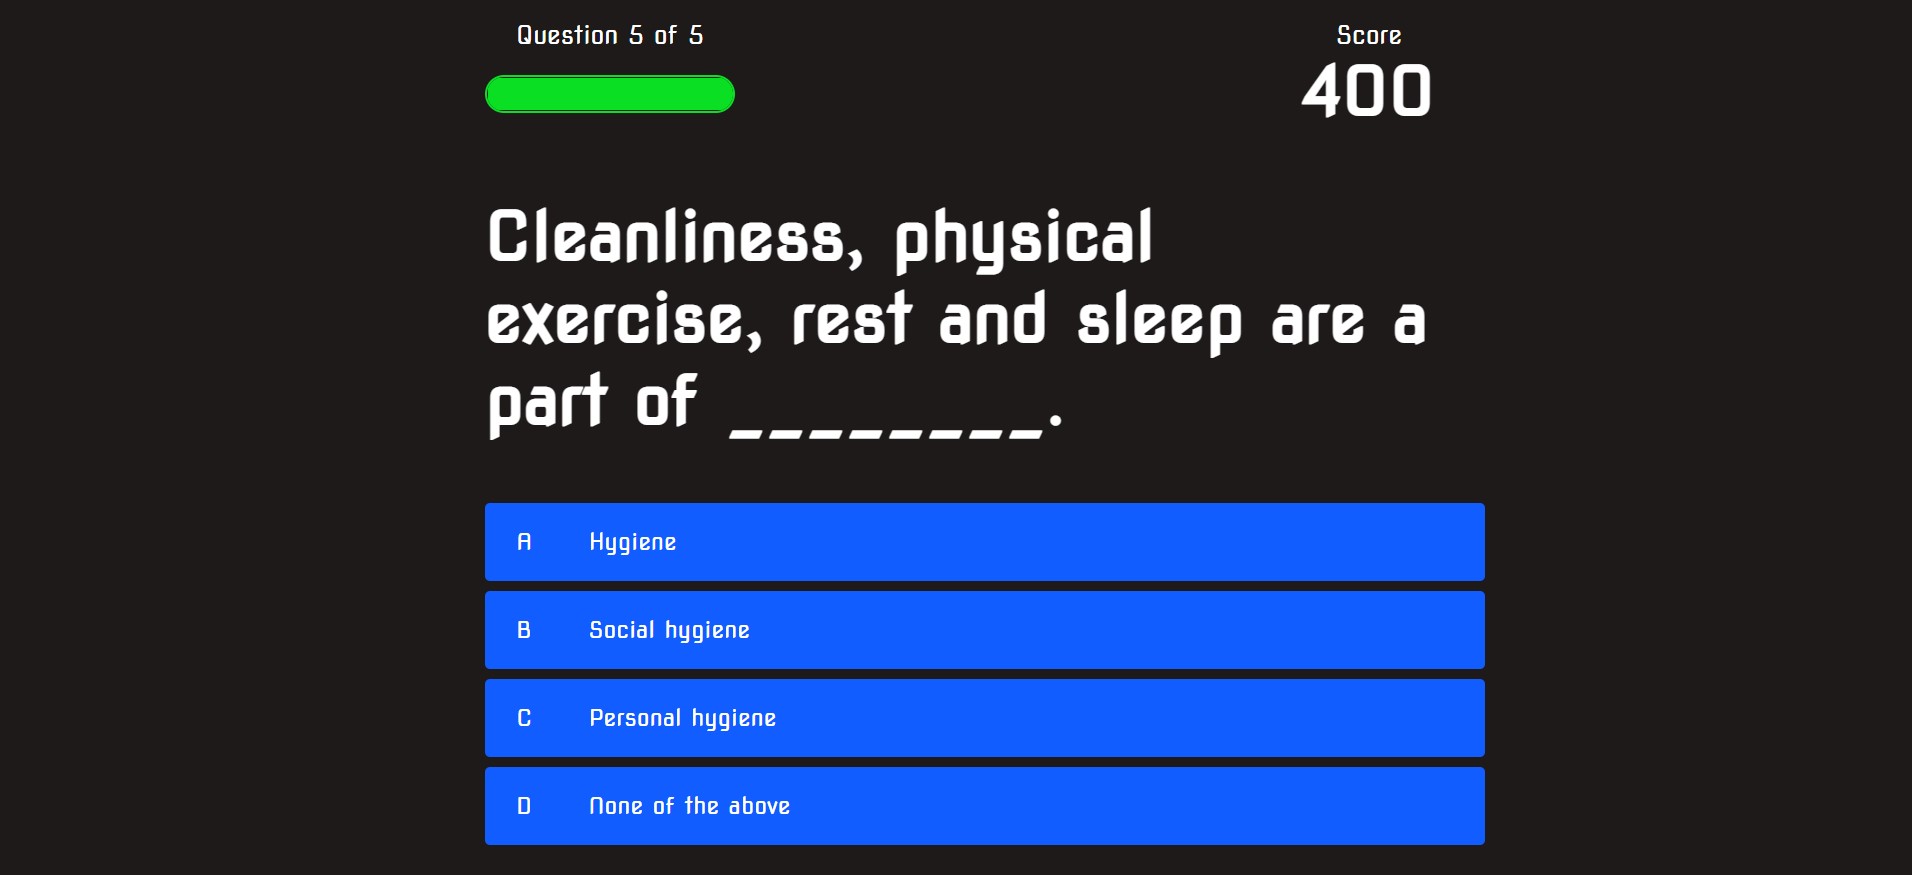 Question 5 of 5
Score
400
Cleanliness, physical
exercise, rest and sleep are a
part of ________.
A Hygiene
B Social hygiene
C Personal hygiene
D None of the above